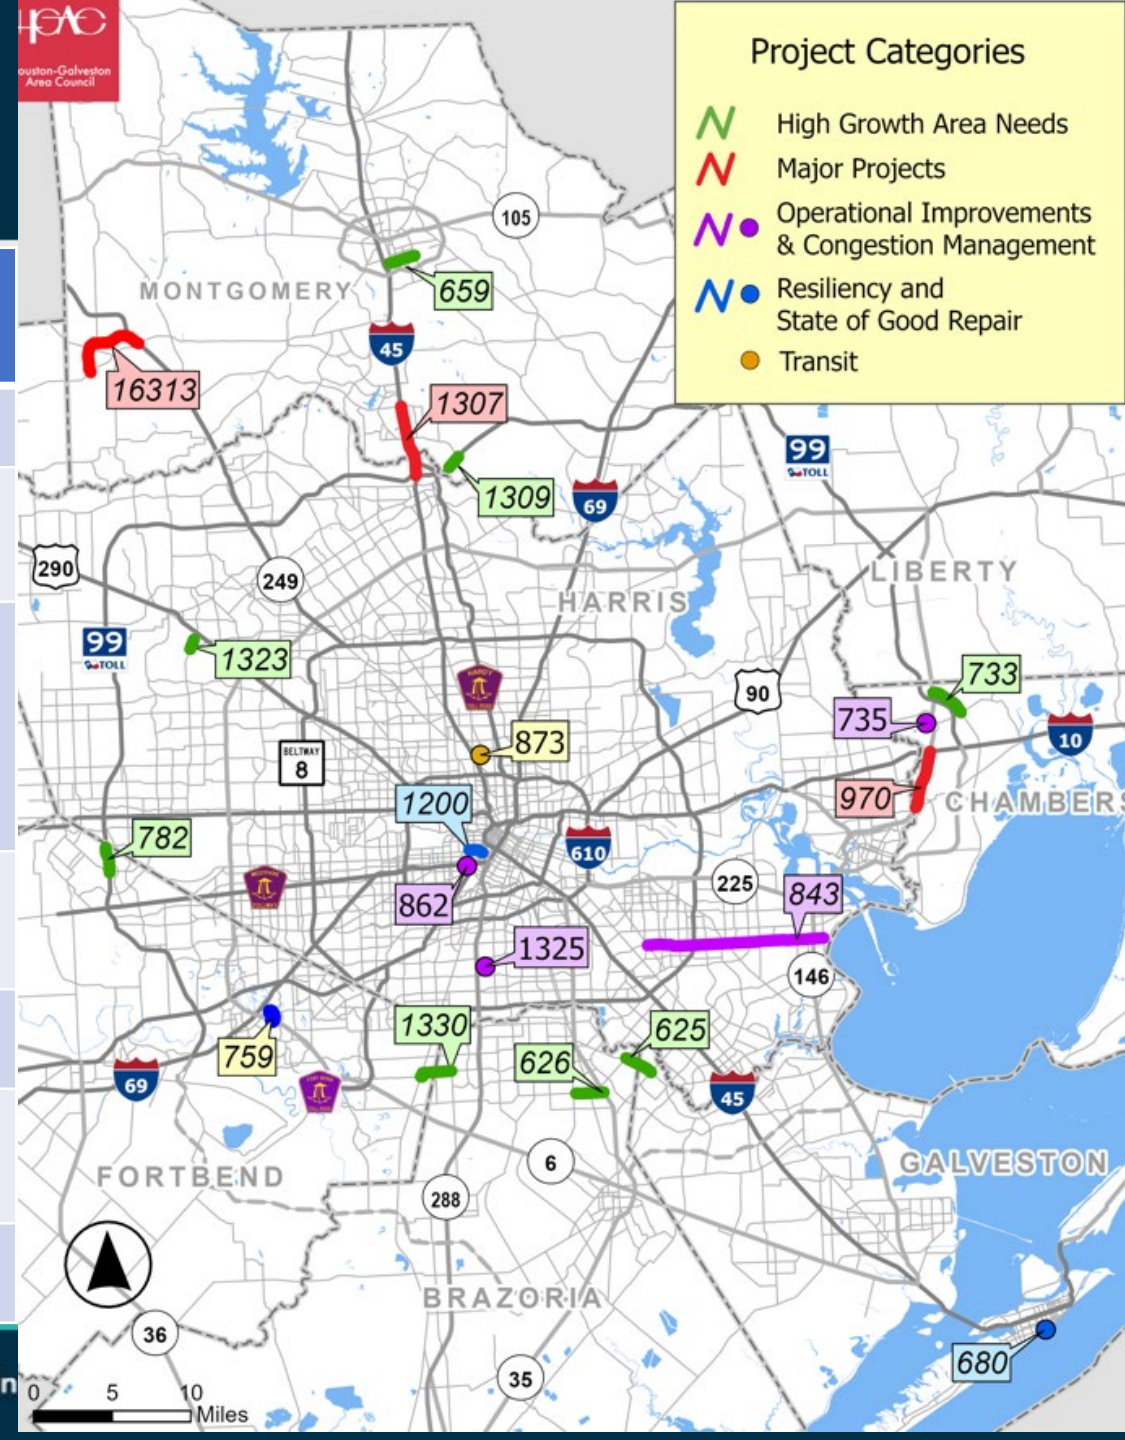 HGAC
ouston-Galveston
Area Council
Project Categories
High Growth Area Needs
Major Projects
Operational Improvements
& Congestion Management
Resiliency and
State of Good Repair
Transit
105
MONTGOMERY
659
45
16313
1307
99
TOLL
1309
69
290
249
LIBERTY
HARRIS
99
TOLL
1323
HARDY
733
90
735
10
BELTWAY
8
873
970
CHAMBERS
1200
782
610
225
843
862
1325
146
1330
625
626
759
69
45
6
GALVESTON
FORTBEND
288
BRAZORIA
36
680
35
n
0 5 10
Miles